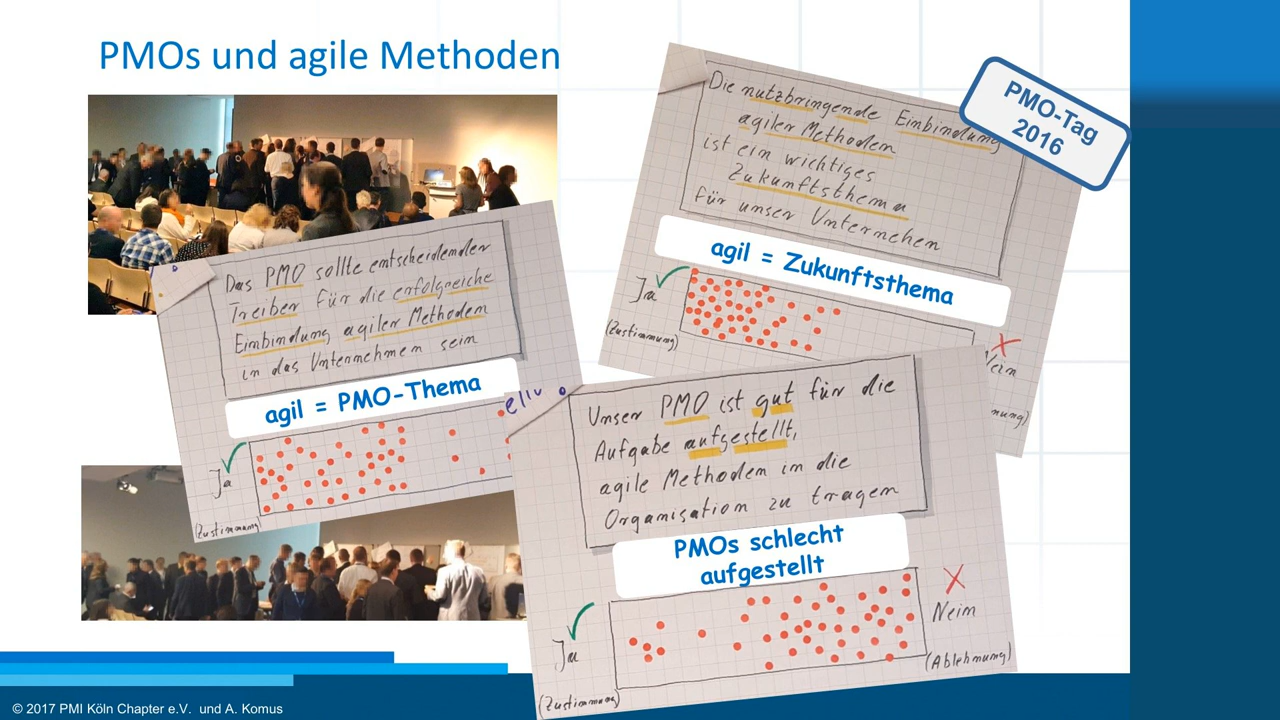 PMOs und agile Methoden
PMO-Tag
2016
Die nutzbringende Einbindung
agiler Methoden
ist ein wichtiges
Zukunftsthema
für unser Unternehmen
agil = Zukunftsthema
Ja
(Zustimmung)
Nein
Das PMO sollte entscheidender
Treiber für die erfolgreiche
Einbindung agiler Methoden
in das Unternehmen sein
agil = PMO-Thema
Ja
(Zustimmung)
Unser PMO ist gut für die
Aufgabe aufgestellt,
agile Methoden in die
Organisation zu tragen
PMOs schlecht
aufgestellt
Ja
(Zustimmung)
Nein
(Ablehnung)
© 2017 PMI Köln Chapter e.V. und A. Komus